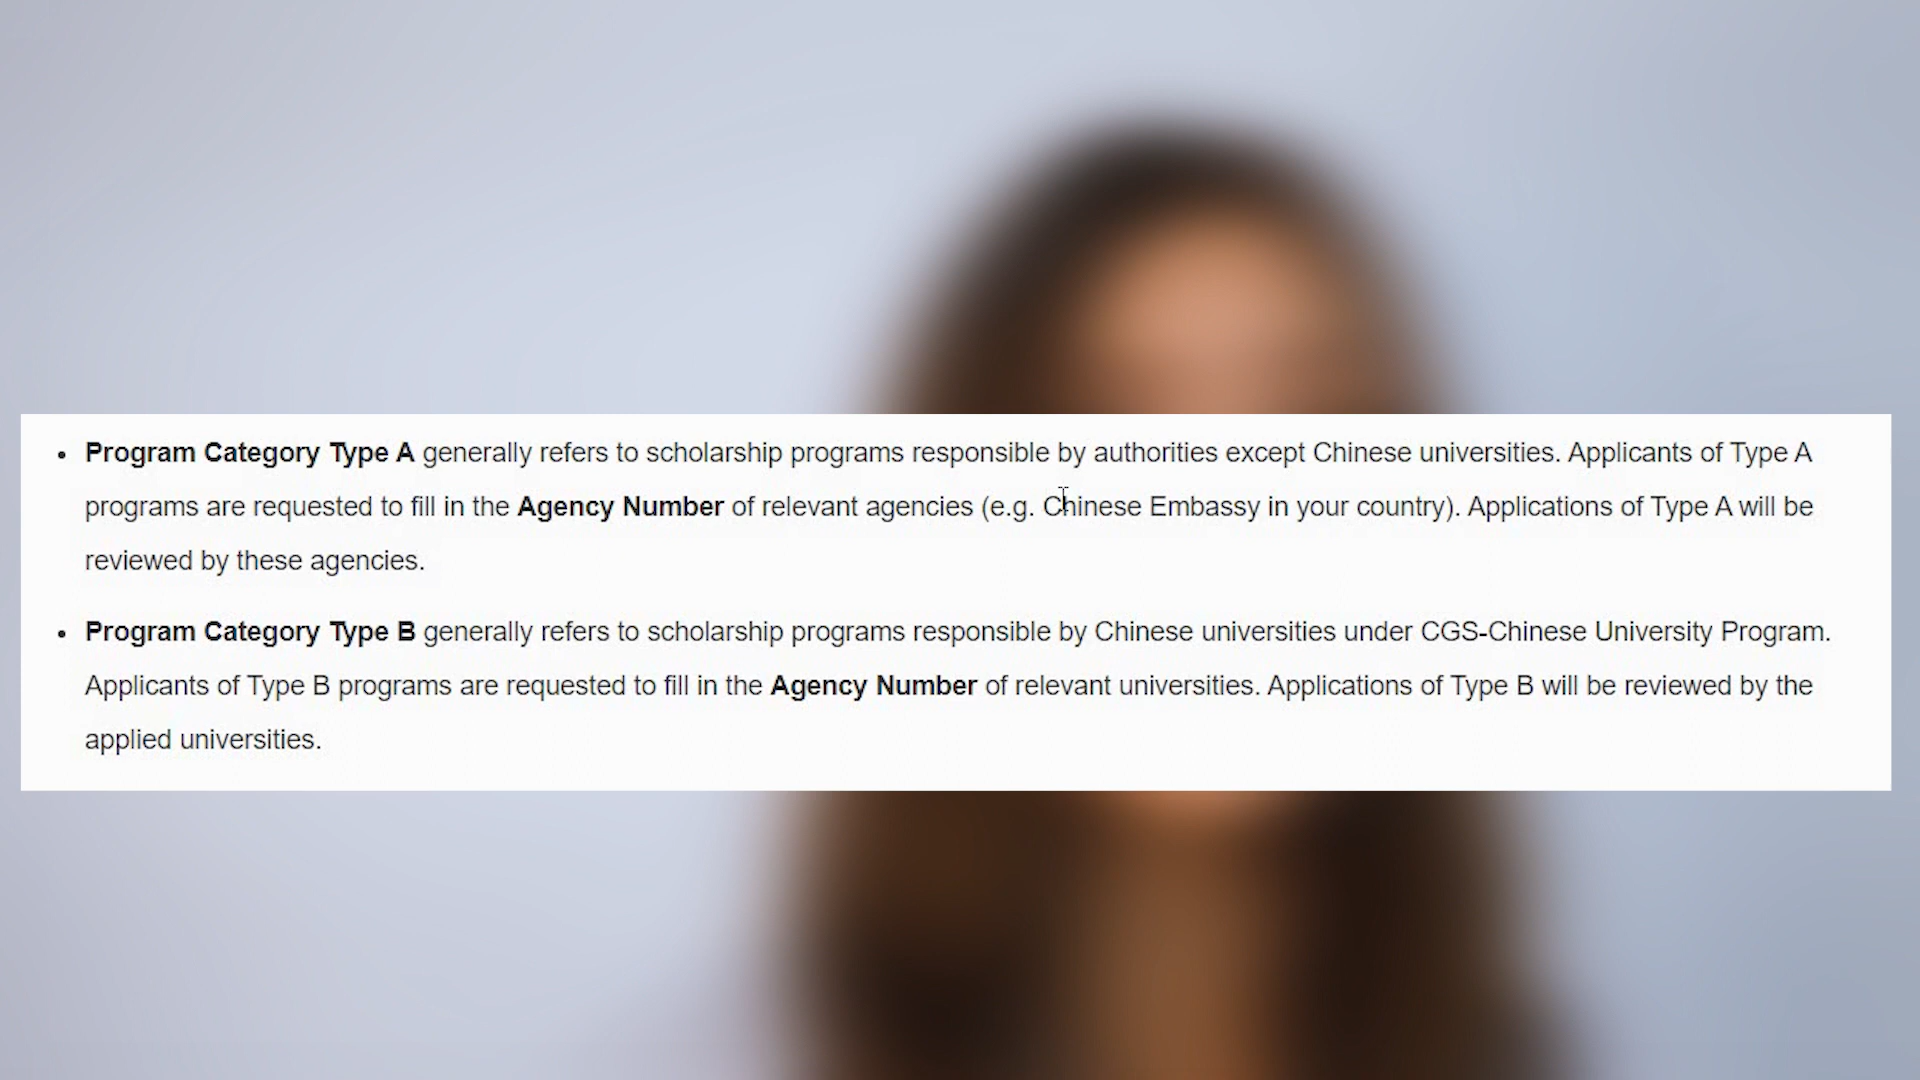 • Program Category Type A generally refers to scholarship programs responsible by authorities except Chinese universities. Applicants of Type A
programs are requested to fill in the Agency Number of relevant agencies (e.g. Chinese Embassy in your country). Applications of Type A will be
reviewed by these agencies.
• Program Category Type B generally refers to scholarship programs responsible by Chinese universities under CGS-Chinese University Program.
Applicants of Type B programs are requested to fill in the Agency Number of relevant universities. Applications of Type B will be reviewed by the
applied universities.